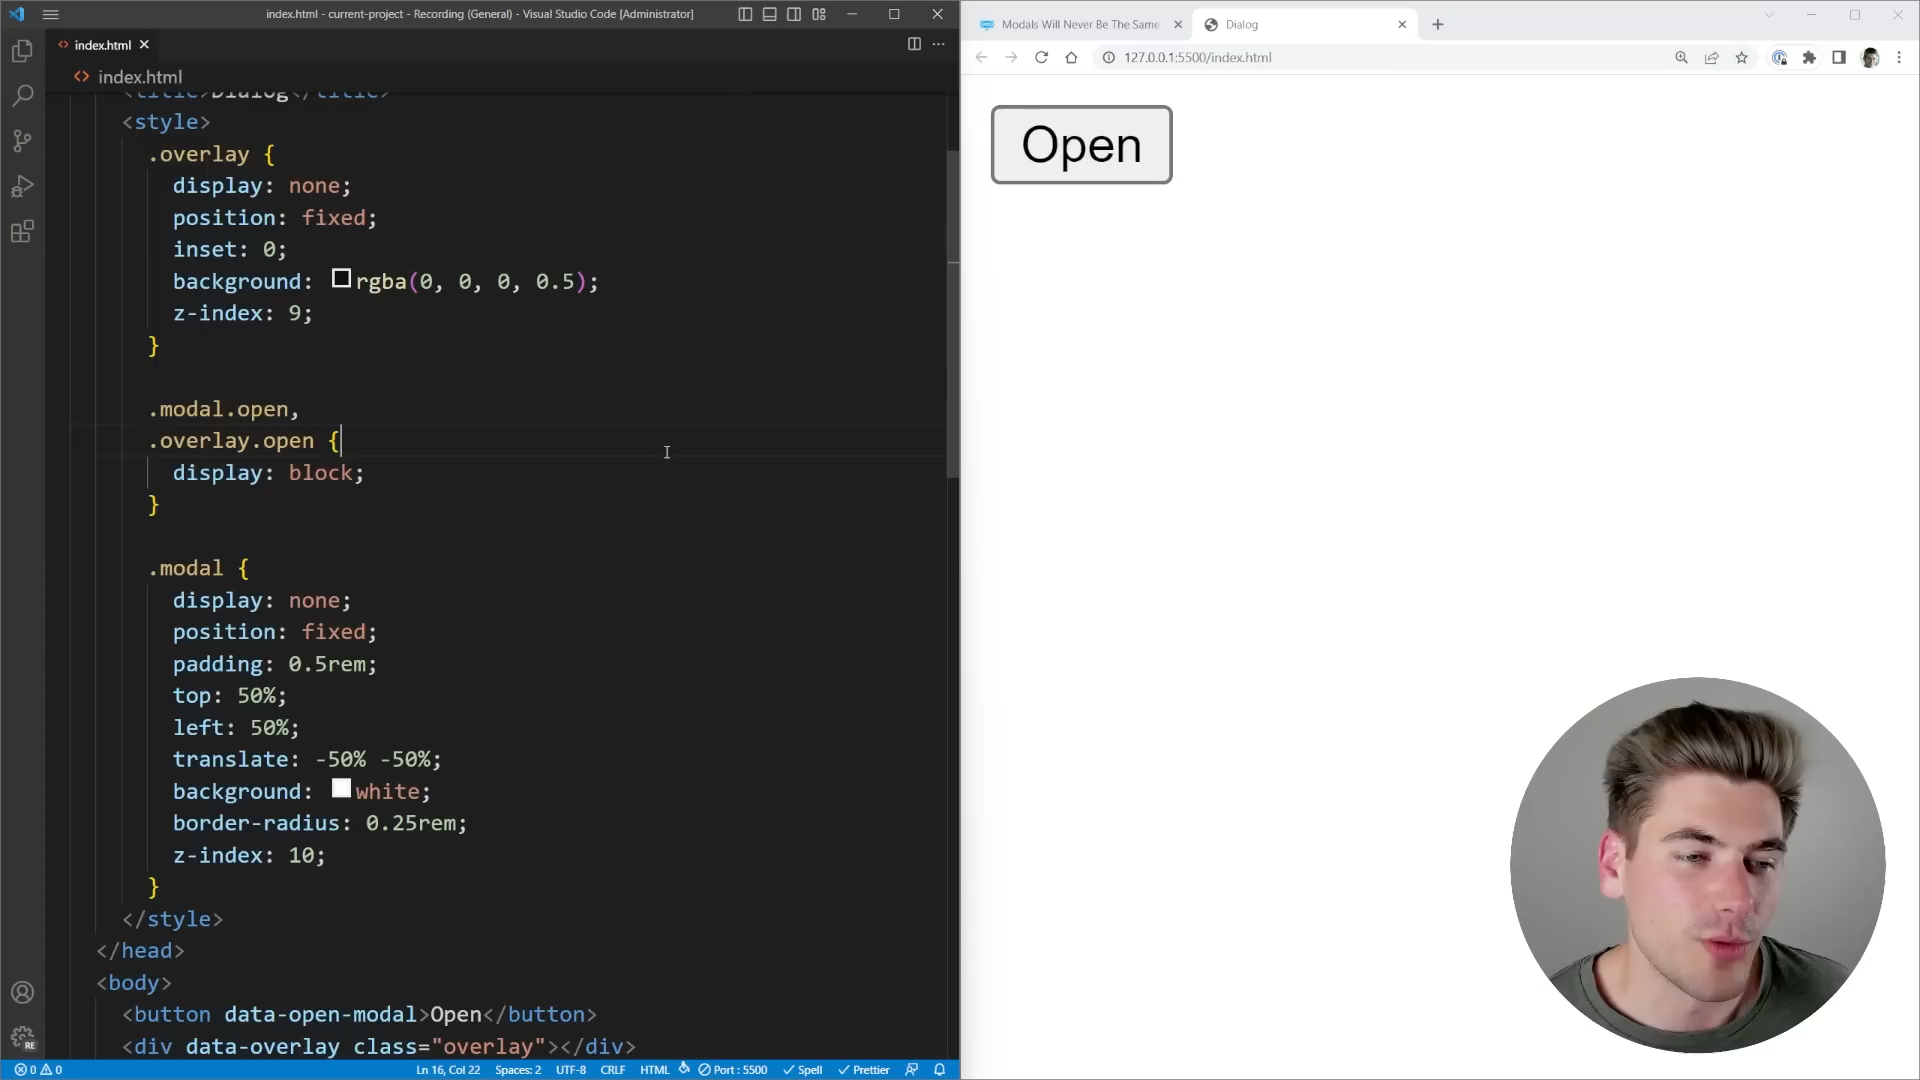 index.html - current-project - Recording (General) - Visual Studio Code [Administrator]
index.html
index.html
<title>Dialog</title>
<style>
.overlay {
display: none;
position: fixed;
inset: 0;
background: rgba(0, 0, 0, 0.5);
z-index: 9;
}
.modal.open,
.overlay.open {
display: block;
}
.modal {
display: none;
position: fixed;
padding: 0.5rem;
top: 50%;
left: 50%;
translate: -50% -50%;
background: white;
border-radius: 0.25rem;
z-index: 10;
}
</style>
</head>
<body>
<button data-open-modal>Open</button>
<div data-overlay class="overlay"></div>
RE
0 0
Ln 16, Col 22 Spaces: 2 UTF-8 CRLF HTML Port : 5500 Spell Prettier
Modals Will Never Be The Same
Dialog
127.0.0.1:5500/index.html
Open